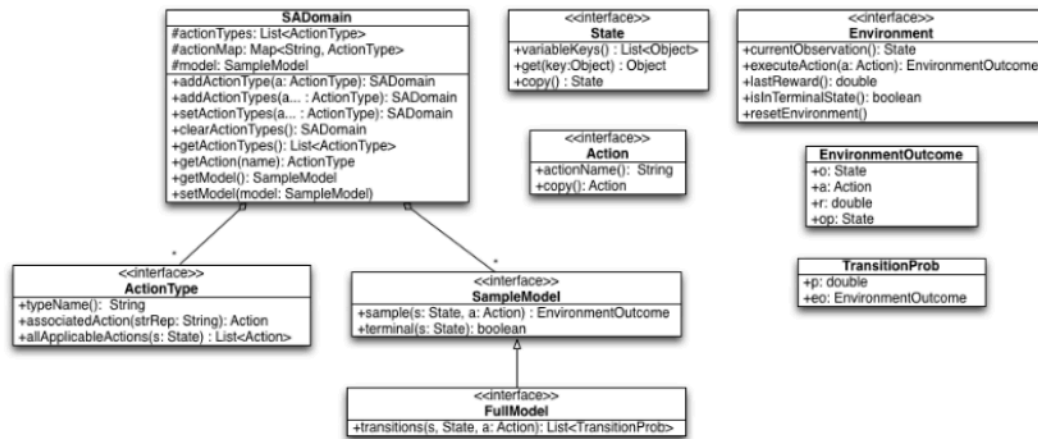 SADomain
#actionTypes: List<ActionType>
#actionMap: Map<String, ActionType>
#model: SampleModel
+addActionType(a: ActionType): SADomain
+addActionTypes(a... : ActionType): SADomain
+setActionTypes(a... : ActionType): SADomain
+clearActionTypes(): SADomain
+getActionTypes(): List<ActionType>
+getAction(name): ActionType
+getModel(): SampleModel
+setModel(model: SampleModel)
<<interface>>
State
+variableKeys() : List<Object>
+get(key:Object) : Object
+copy() : State
<<interface>>
Environment
+currentObservation(): State
+executeAction(a: Action): EnvironmentOutcome
+lastReward(): double
+isInTerminalState(): boolean
+resetEnvironment()
<<interface>>
Action
+actionName(): String
+copy(): Action
EnvironmentOutcome
+o: State
+a: Action
+r: double
+op: State
*
*
<<interface>>
ActionType
+typeName(): String
+associatedAction(strRep: String): Action
+allApplicableActions(s: State) : List<Action>
<<interface>>
SampleModel
+sample(s: State, a: Action) : EnvironmentOutcome
+terminal(s: State): boolean
TransitionProb
+p: double
+eo: EnvironmentOutcome
<<interface>>
FullModel
+transitions(s, State, a: Action): List<TransitionProb>